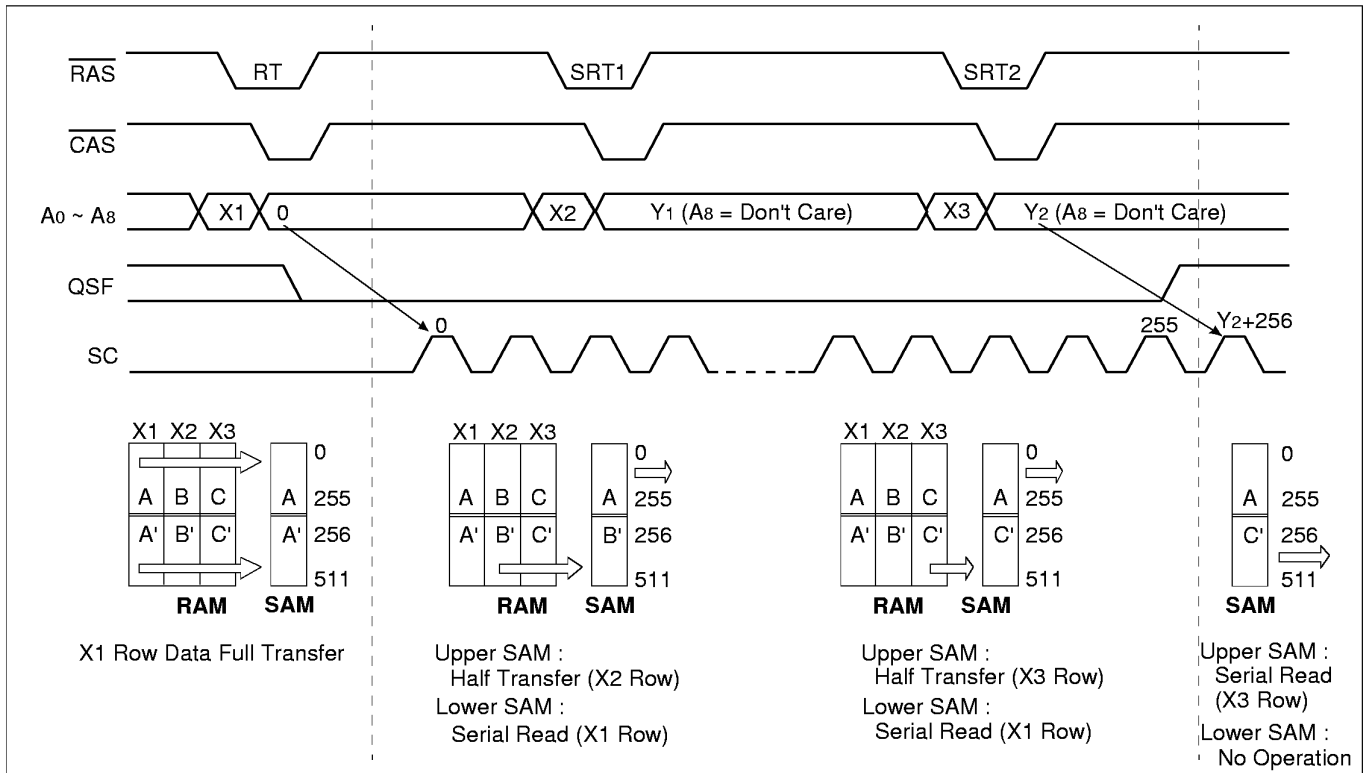 RAS RT SRT1 SRT2
CAS
A0 ~ A8 X1 0 X2 Y1 (A8 = Don't Care) X3 Y2 (A8 = Don't Care)
QSF
SC 0 255 Y2+256
X1 X2 X3 X1 X2 X3 X1 X2 X3
0 0 0 0
A B C A 255 A B C A 255 A B C A 255 A 255
A' B' C' A' 256 A' B' C' B' 256 A' B' C' C' 256 C' 256
511 511 511 511
RAM SAM RAM SAM RAM SAM SAM
X1 Row Data Full Transfer
Upper SAM :
Half Transfer (X2 Row)
Lower SAM :
Serial Read (X1 Row)
Upper SAM :
Half Transfer (X3 Row)
Lower SAM :
Serial Read (X1 Row)
Upper SAM :
Serial Read
(X3 Row)
Lower SAM :
No Operation